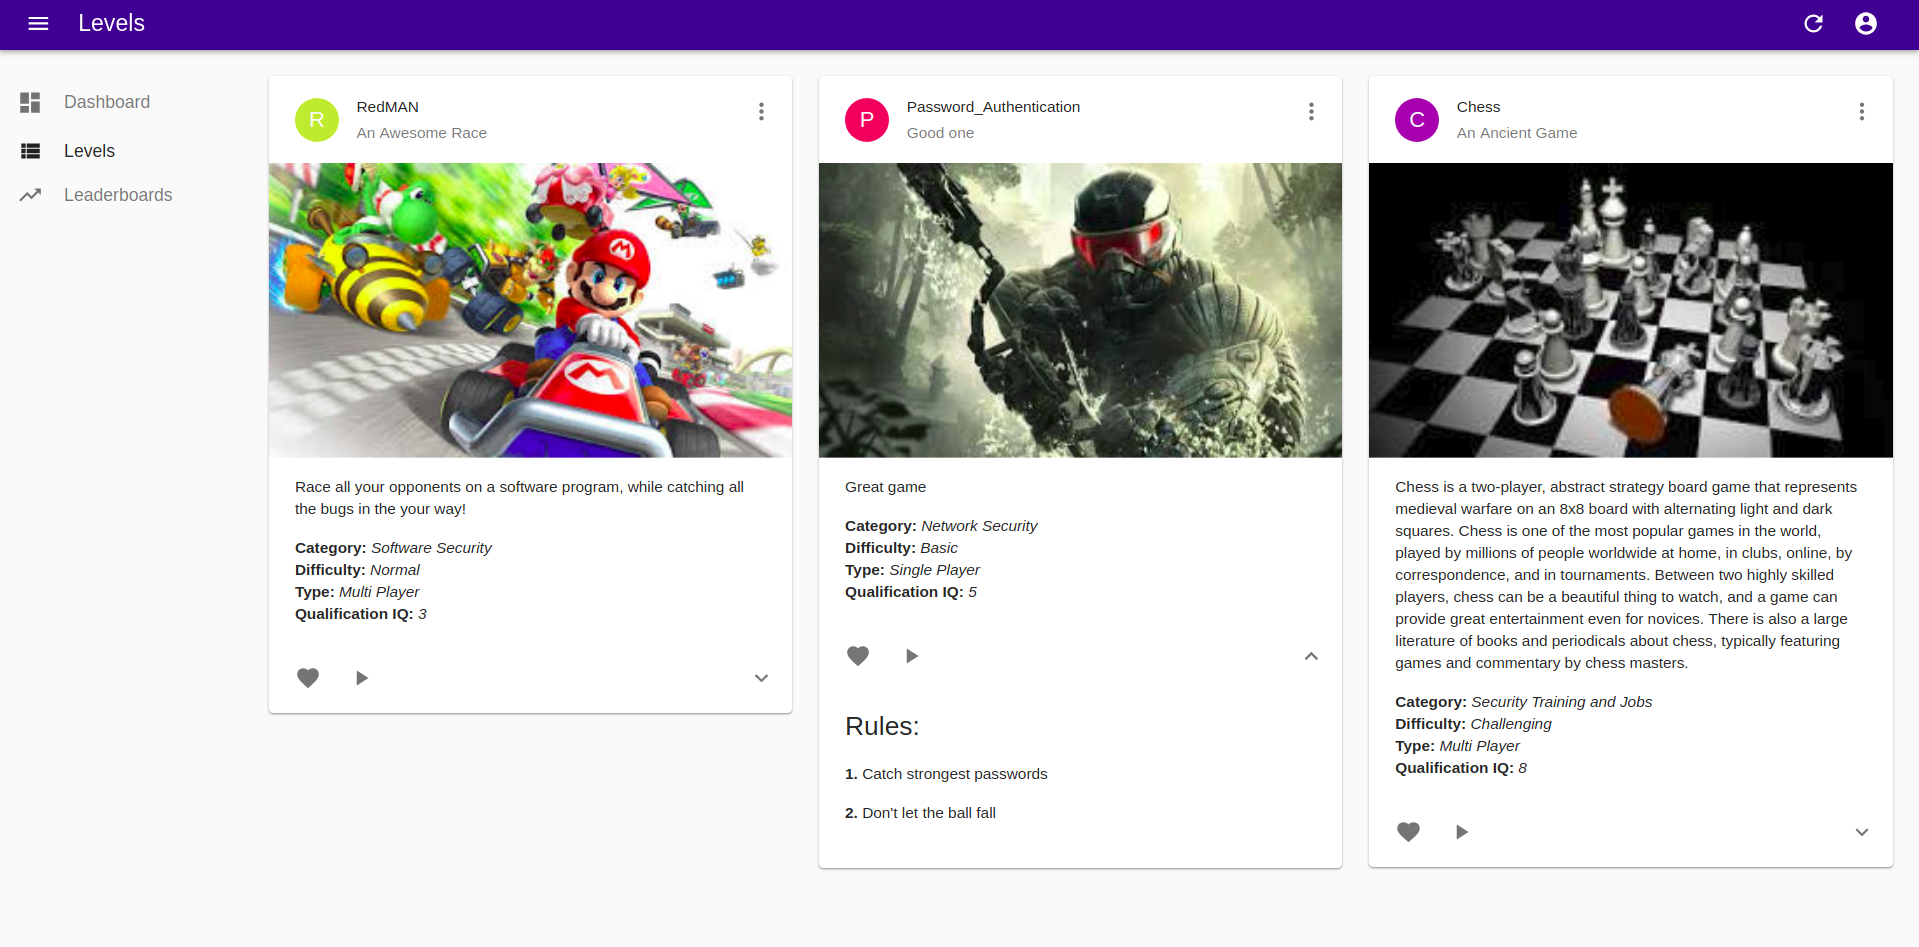 Levels
Dashboard
Levels
Leaderboards
R
RedMAN
An Awesome Race
M
M
Race all your opponents on a software program, while catching all
the bugs in the your way!
Category: Software Security
Difficulty: Normal
Type: Multi Player
Qualification IQ: 3
P
Password_Authentication
Good one
Great game
Category: Network Security
Difficulty: Basic
Type: Single Player
Qualification IQ: 5
Rules:
1. Catch strongest passwords
2. Don't let the ball fall
C
Chess
An Ancient Game
Chess is a two-player, abstract strategy board game that represents
medieval warfare on an 8x8 board with alternating light and dark
squares. Chess is one of the most popular games in the world,
played by millions of people worldwide at home, in clubs, online, by
correspondence, and in tournaments. Between two highly skilled
players, chess can be a beautiful thing to watch, and a game can
provide great entertainment even for novices. There is also a large
literature of books and periodicals about chess, typically featuring
games and commentary by chess masters.
Category: Security Training and Jobs
Difficulty: Challenging
Type: Multi Player
Qualification IQ: 8